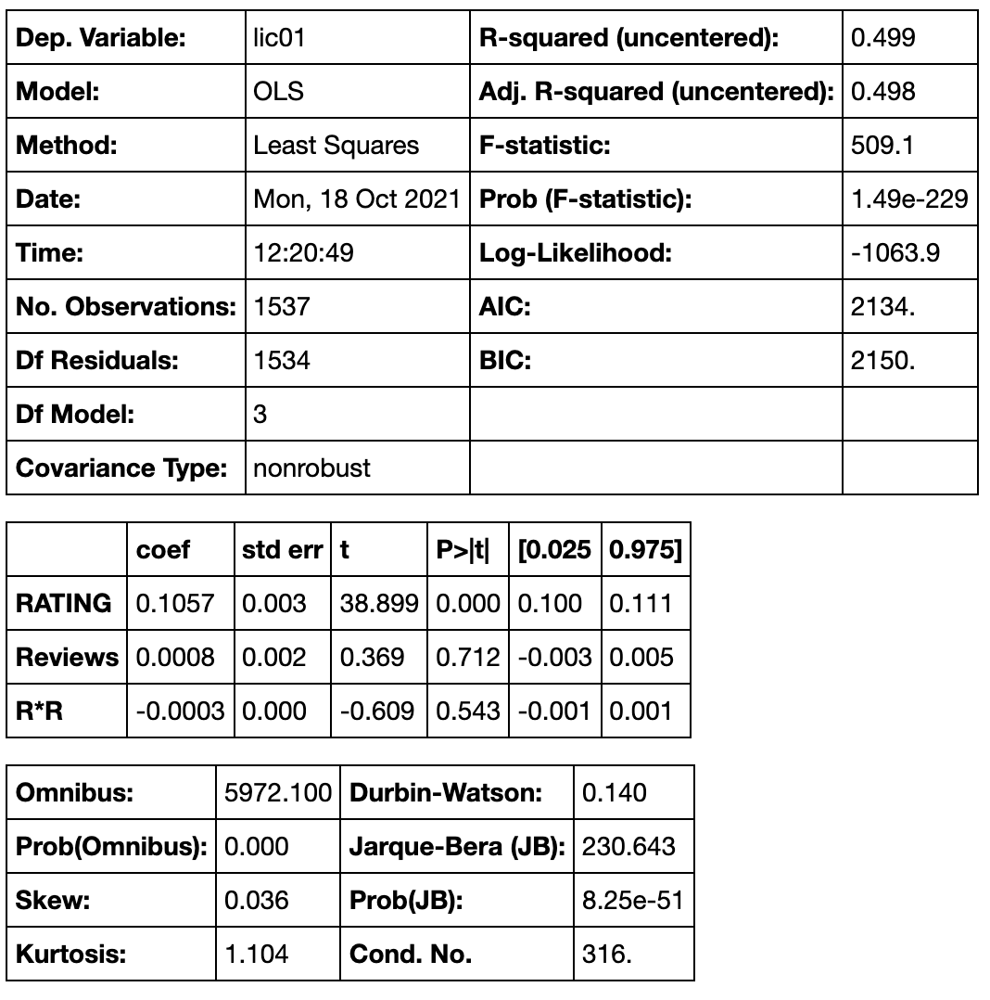 Dep. Variable: lic01 R-squared (uncentered): 0.499
Model: OLS Adj. R-squared (uncentered): 0.498
Method: Least Squares F-statistic: 509.1
Date: Mon, 18 Oct 2021 Prob (F-statistic): 1.49e-229
Time: 12:20:49 Log-Likelihood: -1063.9
No. Observations: 1537 AIC: 2134.
Df Residuals: 1534 BIC: 2150.
Df Model: 3
Covariance Type: nonrobust
coef std err t P>|t| [0.025 0.975]
RATING 0.1057 0.003 38.899 0.000 0.100 0.111
Reviews 0.0008 0.002 0.369 0.712 -0.003 0.005
R*R -0.0003 0.000 -0.609 0.543 -0.001 0.001
Omnibus: 5972.100 Durbin-Watson: 0.140
Prob(Omnibus): 0.000 Jarque-Bera (JB): 230.643
Skew: 0.036 Prob(JB): 8.25e-51
Kurtosis: 1.104 Cond. No. 316.